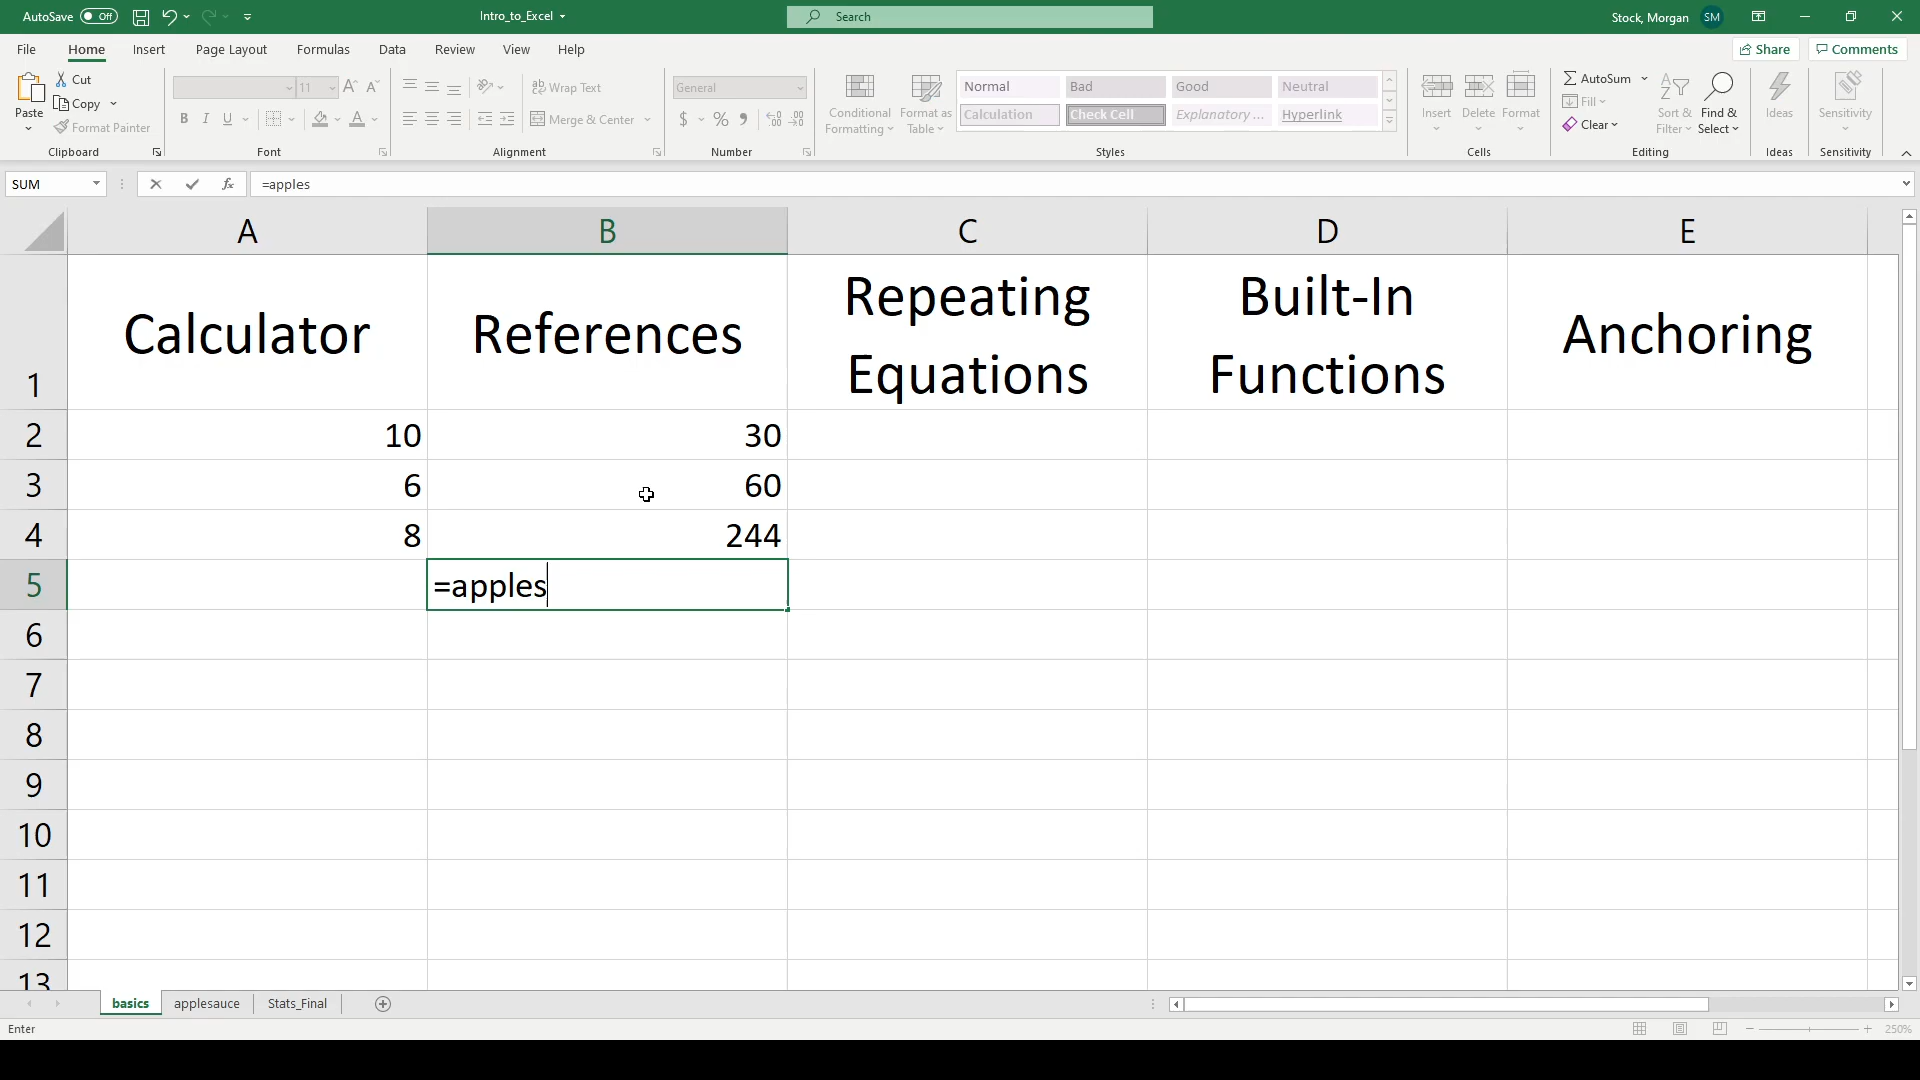 AutoSave Off
Intro_to_Excel
Search
Stock, Morgan SM
File Home Insert Page Layout Formulas Data Review View Help
Share Comments
Paste
Cut
Copy
Format Painter
Clipboard
11 A A
B I U A
Font
ab Wrap Text
Merge & Center
Alignment
General
$ % 9
Number
Conditional Formatting
Format as Table
Normal Bad Good Neutral
Calculation Check Cell Explanatory ... Hyperlink
Styles
Insert Delete Format
Cells
AutoSum
Fill
Clear
Sort & Filter
Find & Select
Editing
Ideas
Ideas
Sensitivity
Sensitivity
SUM fx =apples
A B C D E
1 Calculator References Repeating Equations Built-In Functions Anchoring
2 10 30
3 6 60
4 8 244
5 =apples
6
7
8
9
10
11
12
13
basics applesauce Stats_Final
Enter
250%